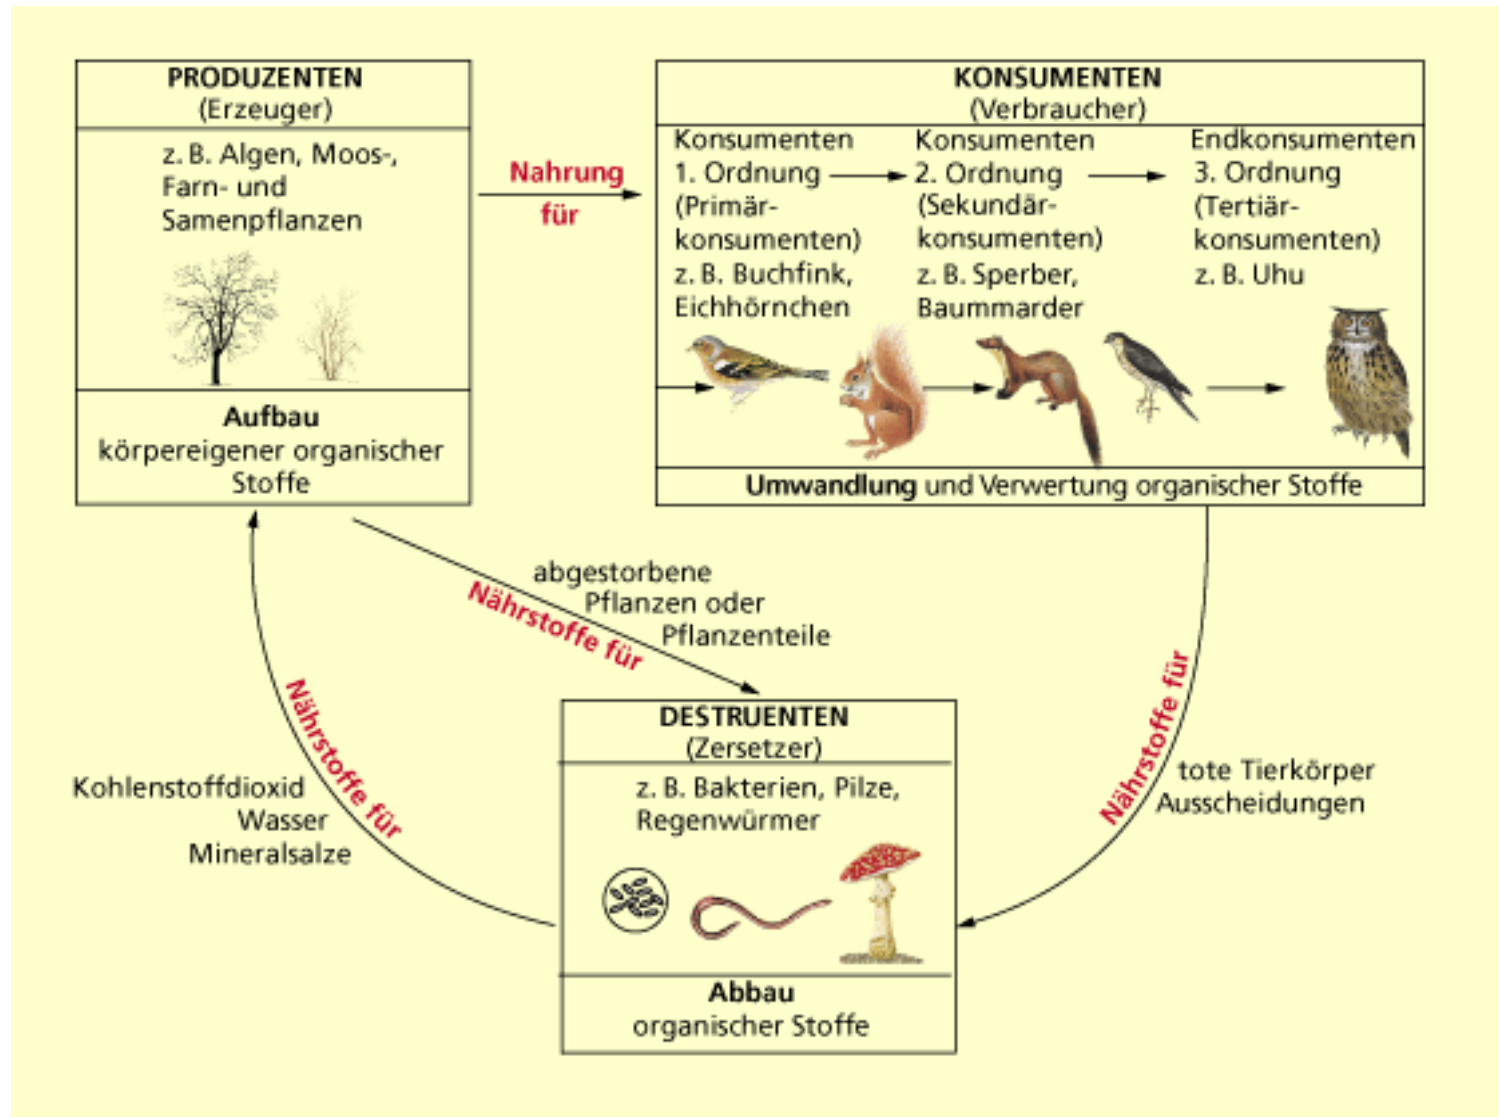 PRODUZENTEN
(Erzeuger)
z. B. Algen, Moos-,
Farn- und
Samenpflanzen
Aufbau
körpereigener organischer
Stoffe
Nahrung
für
KONSUMENTEN
(Verbraucher)
Konsumenten
1. Ordnung
(Primär-
konsumenten)
z. B. Buchfink,
Eichhörnchen
Konsumenten
2. Ordnung
(Sekundär-
konsumenten)
z. B. Sperber,
Baummarder
Endkonsumenten
3. Ordnung
(Tertiär-
konsumenten)
z. B. Uhu
Umwandlung und Verwertung organischer Stoffe
abgestorbene
Pflanzen oder
Pflanzenteile
Nährstoffe für
Nährstoffe für
Kohlenstoffdioxid
Wasser
Mineralsalze
Nährstoffe für
tote Tierkörper
Ausscheidungen
DESTRUENTEN
(Zersetzer)
z. B. Bakterien, Pilze,
Regenwürmer
Abbau
organischer Stoffe